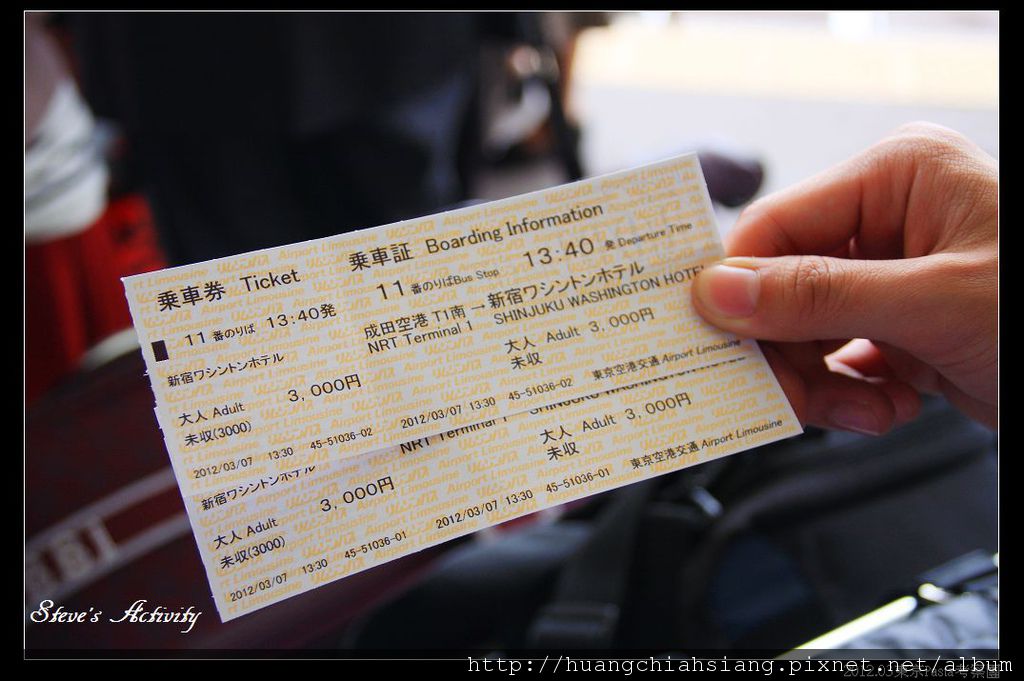 乗車券 Ticket
11 番のりば 13:40発
新宿ワシントンホテル
大人 Adult 3,000円
未収(3000)
2012/03/07 13:30 45-51036-02
乗車証 Boarding Information
11 番のりば Bus Stop 13:40 発 Departure Time
成田空港 T1南 → 新宿ワシントンホテル
NRT Terminal 1 SHINJUKU WASHINGTON HOTE
大人 Adult 3,000円
未収
2012/03/07 13:30 45-51036-02 東京空港交通 Airport Limousine
新宿ワシントンホテル
大人 Adult 3,000円
未収(3000)
2012/03/07 13:30 45-51036-01
NRT Terminal 1 SHINJUKU WASHINGTON HOTEL
大人 Adult 3,000円
未収
2012/03/07 13:30 45-51036-01 東京空港交通 Airport Limousine
Steve's Activity
http://huangchiahsiang.pixnet.net/album